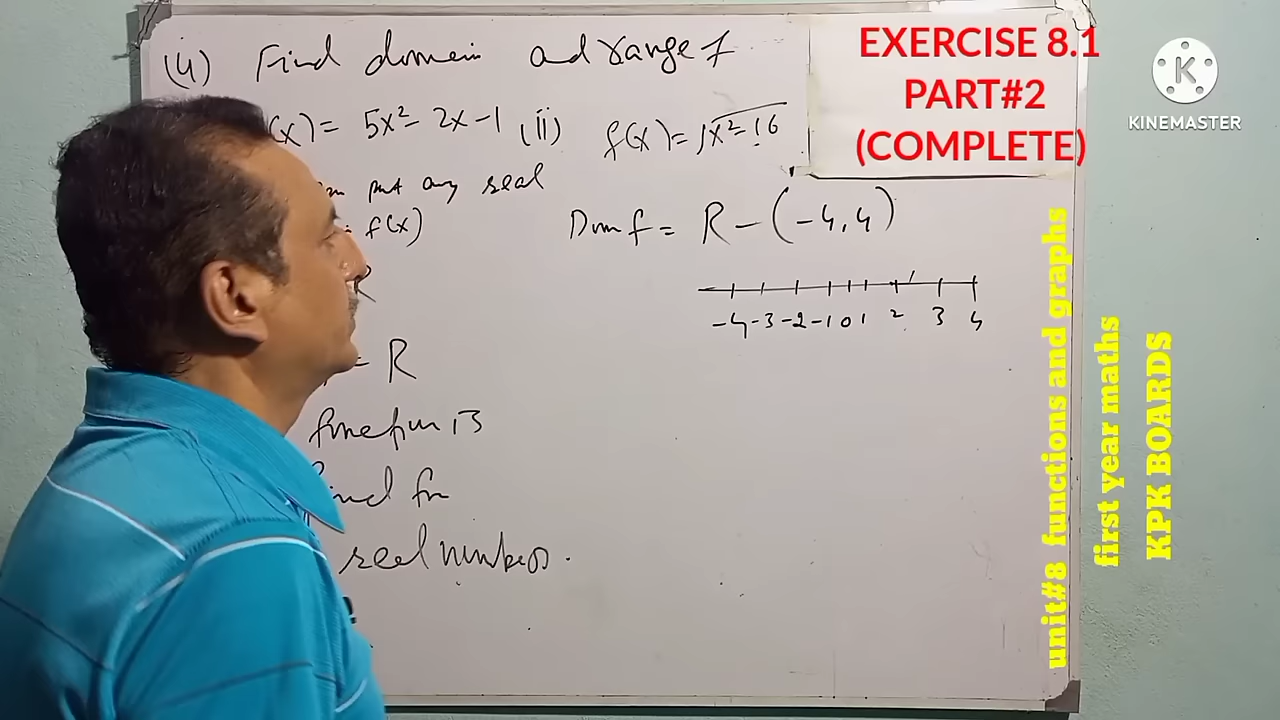 (4) Find domain and range of
(x) = 5x² - 2x - 1 (ii) f(x) = √x² - 16
put any real
f(x)
Dom f = R - (-4, 4)
R
-4 -3 -2 -1 0 1 2 3 4
= R
function is
for
real numbers.
EXERCISE 8.1
PART#2
(COMPLETE)
KINEMASTER
unit#8 functions and graphs
first year maths
KPK BOARDS